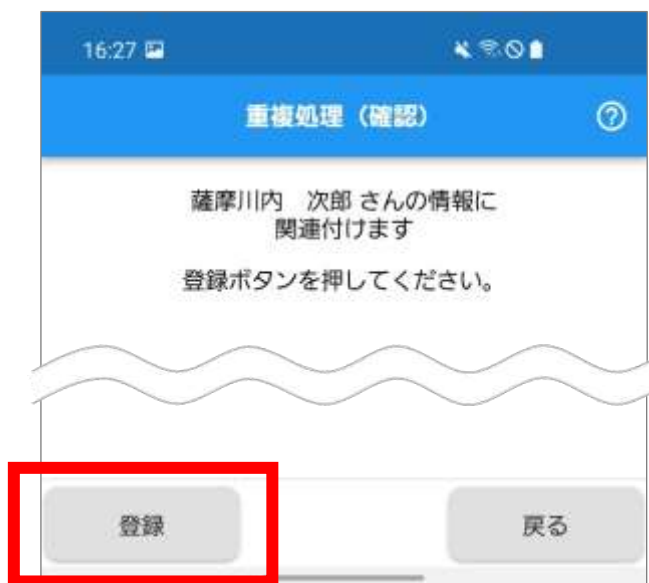 16:27
重複処理（確認）
薩摩川内　次郎 さんの情報に
関連付けます
登録ボタンを押してください。
登録
戻る